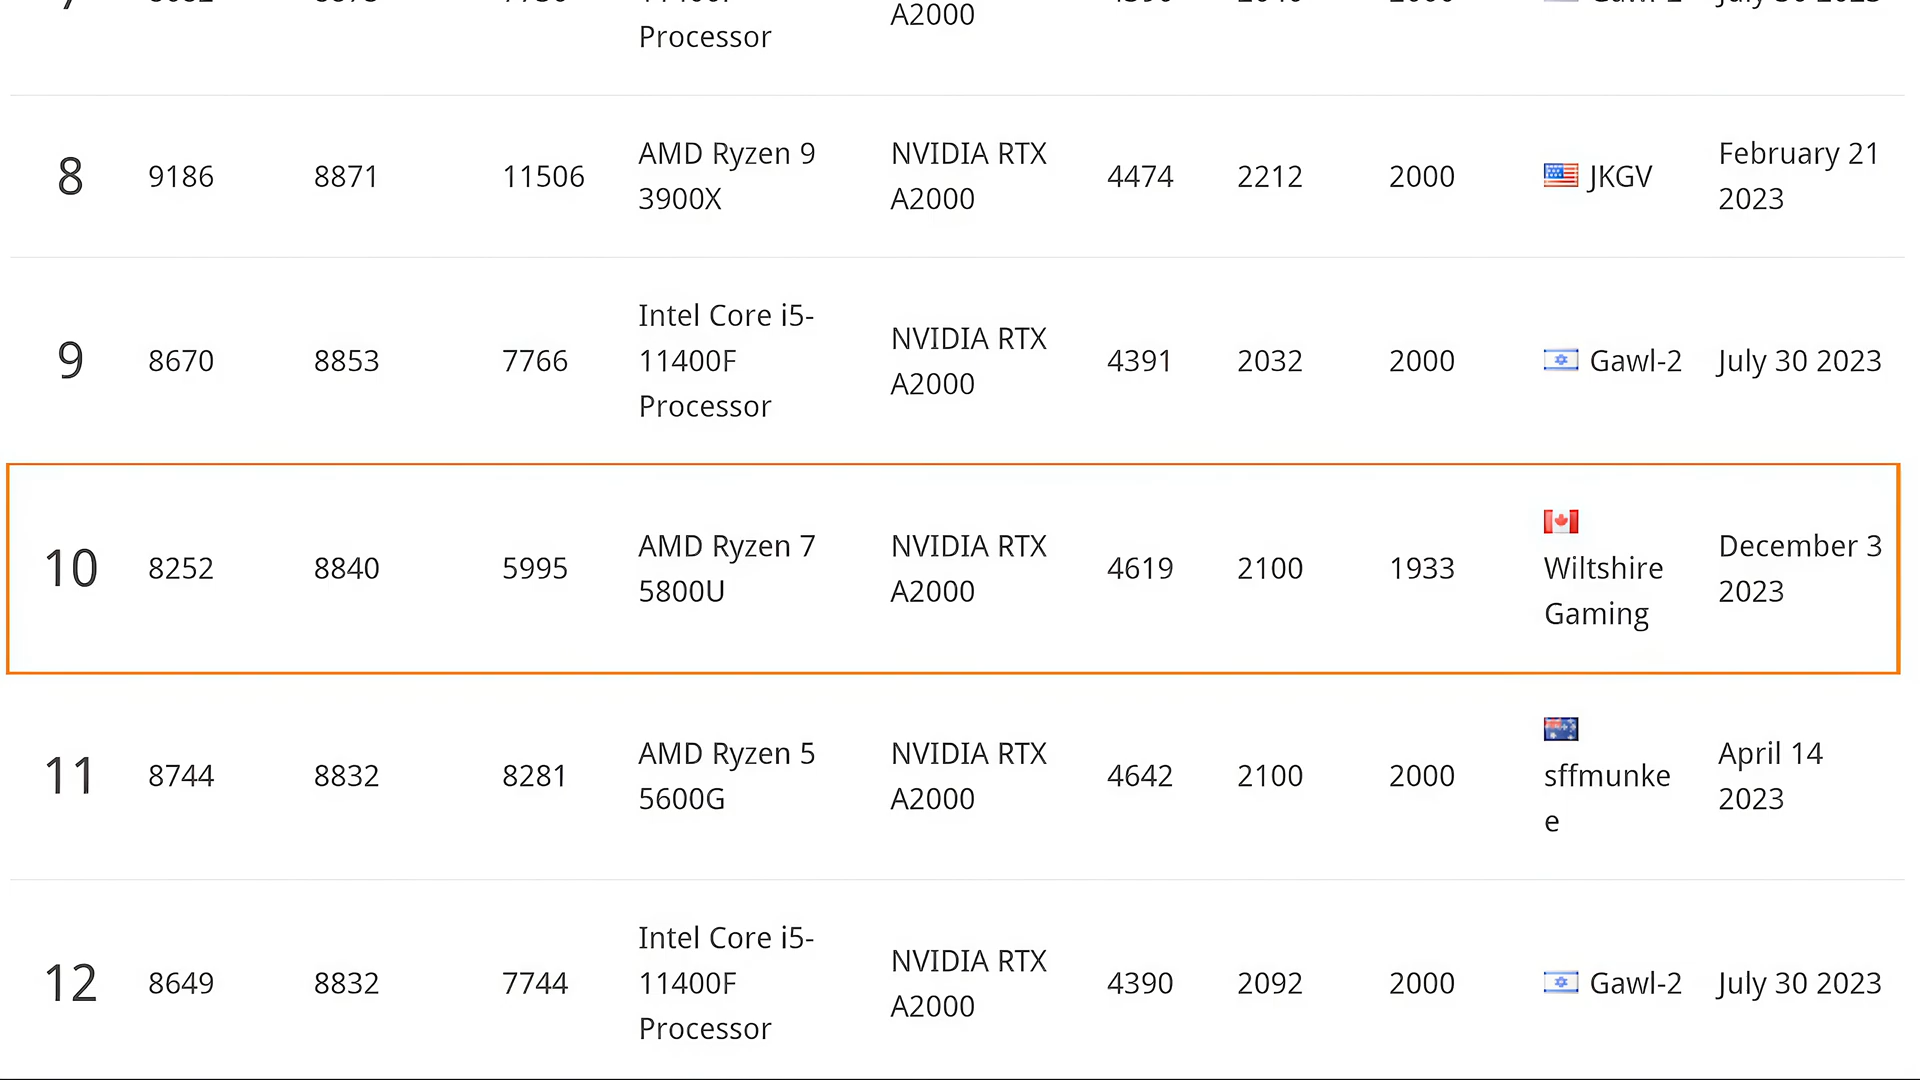 Processor
A2000
8 9186 8871 11506 AMD Ryzen 9 3900X NVIDIA RTX A2000 4474 2212 2000 JKGV February 21 2023
9 8670 8853 7766 Intel Core i5-11400F Processor NVIDIA RTX A2000 4391 2032 2000 Gawl-2 July 30 2023
10 8252 8840 5995 AMD Ryzen 7 5800U NVIDIA RTX A2000 4619 2100 1933 Wiltshire Gaming December 3 2023
11 8744 8832 8281 AMD Ryzen 5 5600G NVIDIA RTX A2000 4642 2100 2000 sffmunkee April 14 2023
12 8649 8832 7744 Intel Core i5-11400F Processor NVIDIA RTX A2000 4390 2092 2000 Gawl-2 July 30 2023